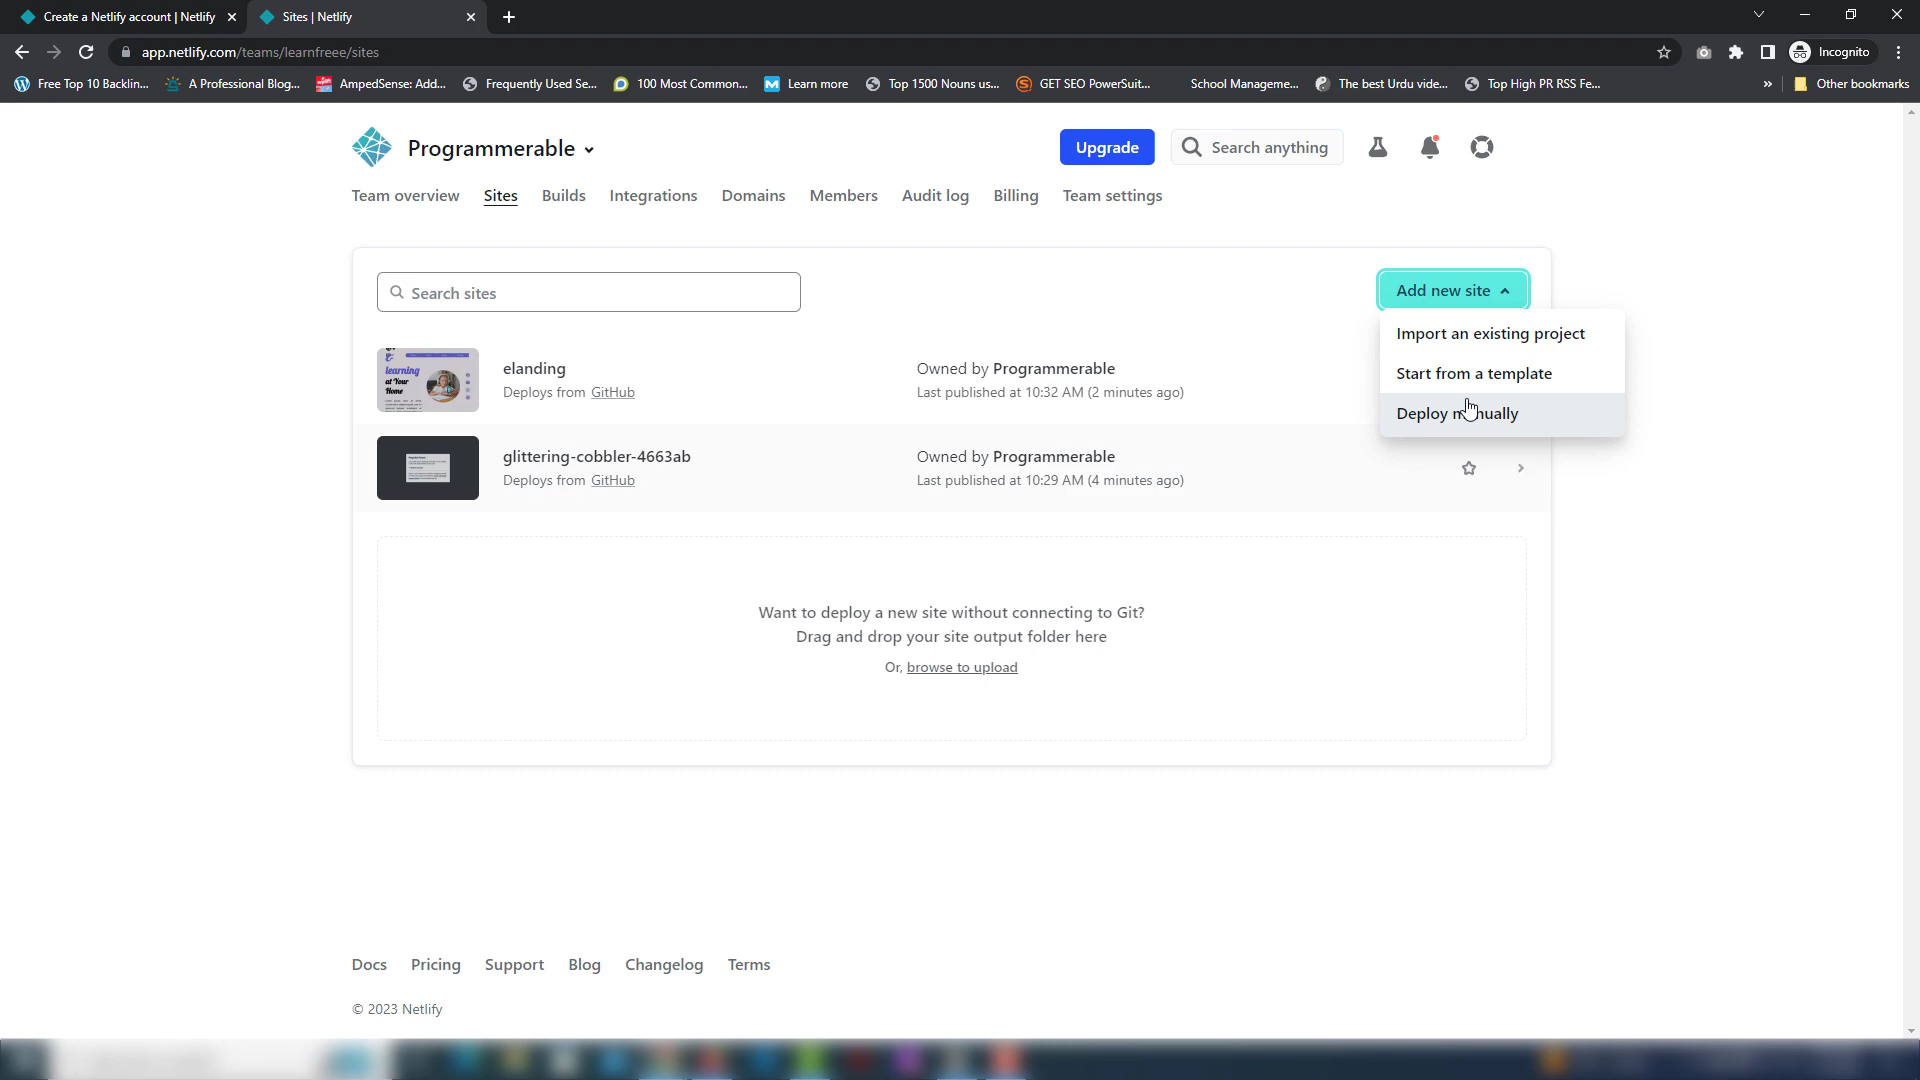 Create a Netlify account | Netlify
Sites | Netlify
app.netlify.com/teams/learnfreee/sites
Incognito
Free Top 10 Backlin...
A Professional Blog...
AmpedSense: Add...
Frequently Used Se...
100 Most Common...
Learn more
Top 1500 Nouns us...
GET SEO PowerSuit...
School Manageme...
The best Urdu vide...
Top High PR RSS Fe...
»
Other bookmarks
Programmerable
Upgrade
Search anything
Team overview Sites Builds Integrations Domains Members Audit log Billing Team settings
Search sites
Add new site
Import an existing project
Start from a template
Deploy manually
learning
at Your
Home
elanding
Deploys from GitHub
Owned by Programmerable
Last published at 10:32 AM (2 minutes ago)
glittering-cobbler-4663ab
Deploys from GitHub
Owned by Programmerable
Last published at 10:29 AM (4 minutes ago)
Want to deploy a new site without connecting to Git?
Drag and drop your site output folder here
Or, browse to upload
Docs Pricing Support Blog Changelog Terms
© 2023 Netlify